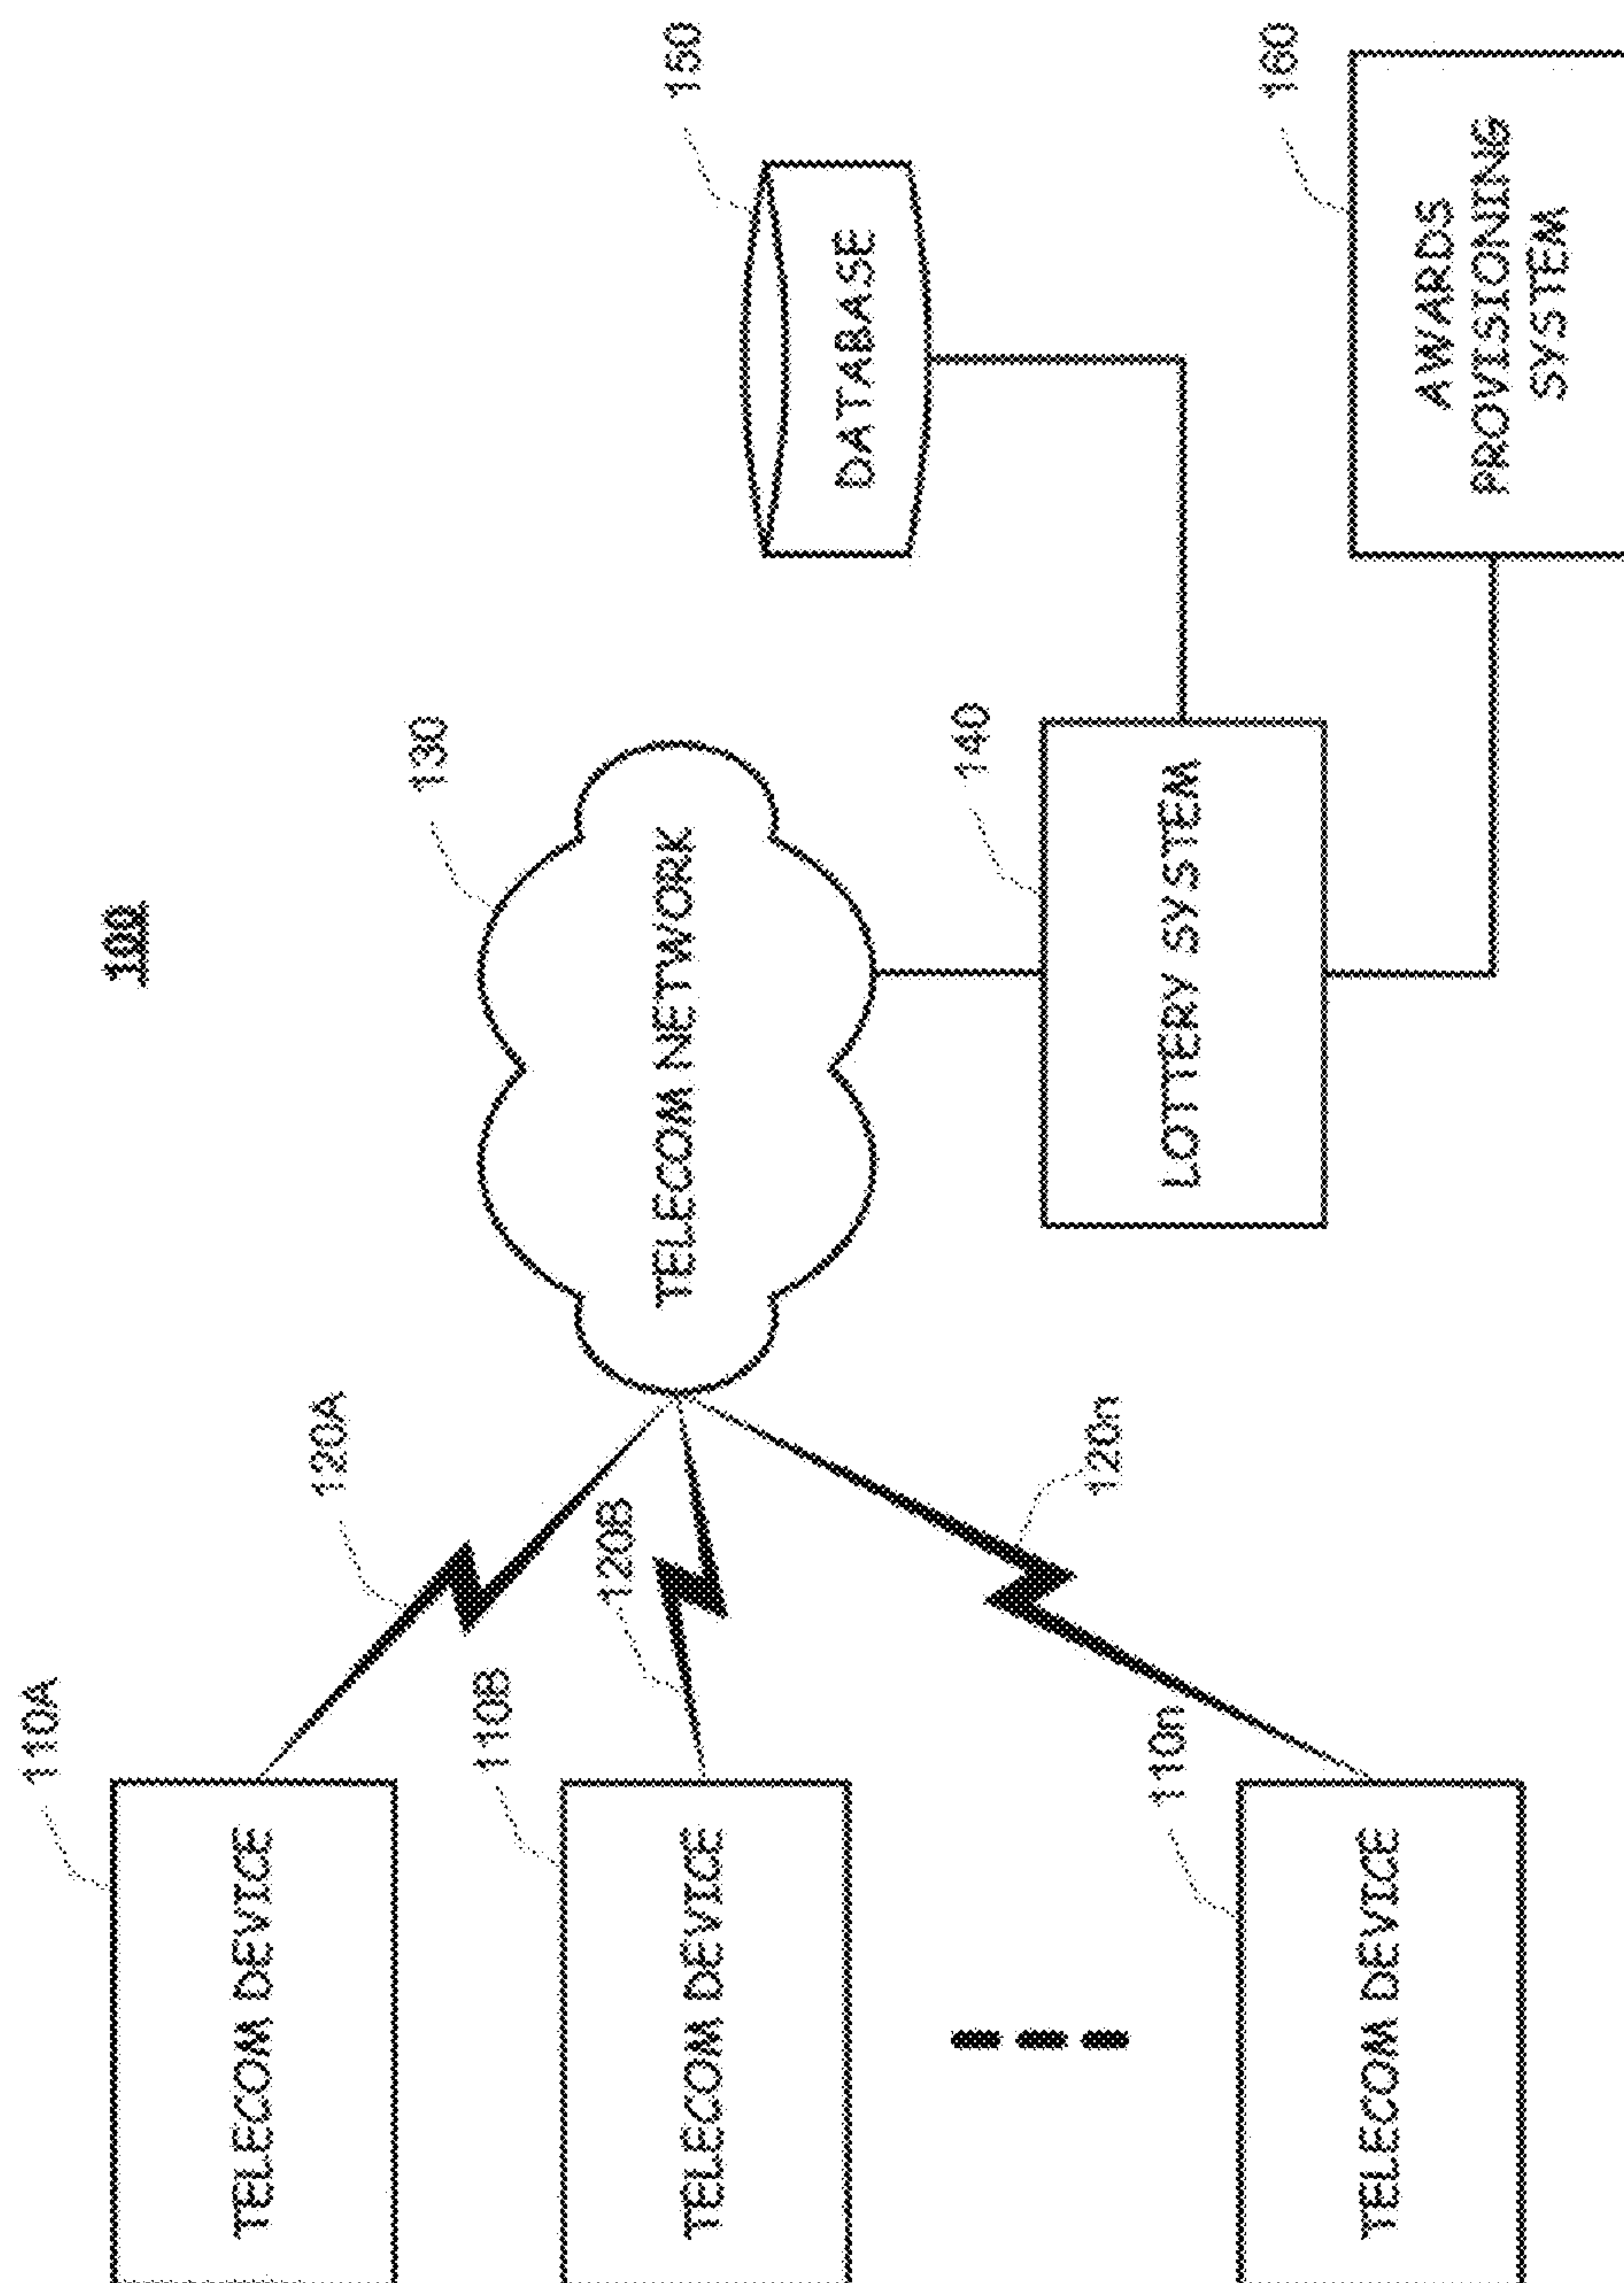 100
110A
TELECOM DEVICE
120A
110B
TELECOM DEVICE
120B
110n
TELECOM DEVICE
120n
130
TELECOM NETWORK
140
LOTTERY SYSTEM
150
DATABASE
160
AWARDS
PROVISIONING
SYSTEM